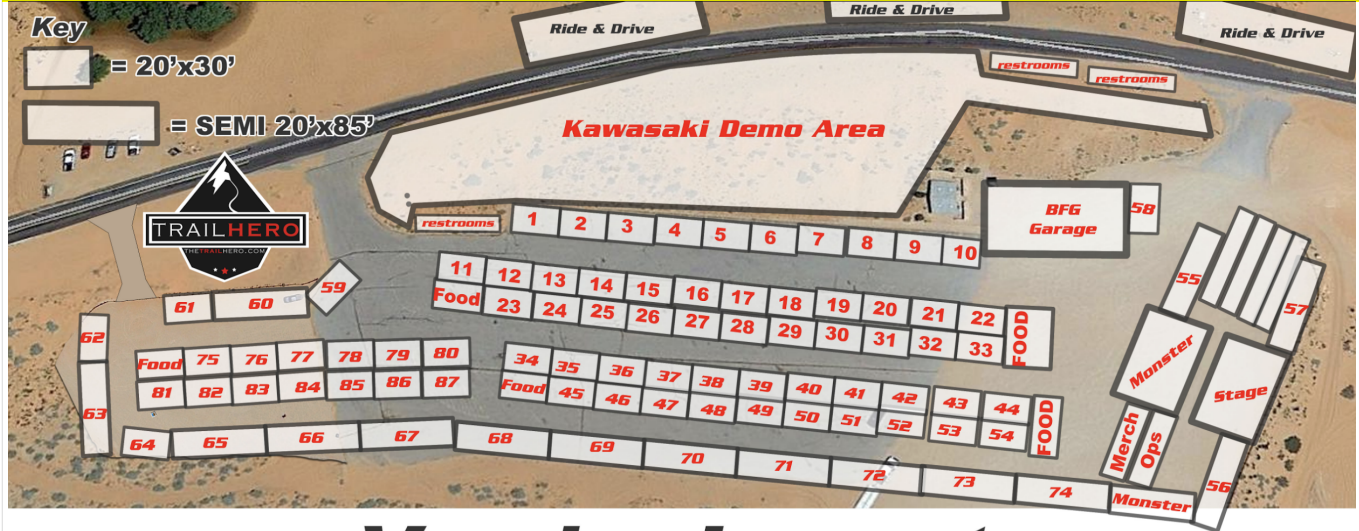 Ride & Drive
Ride & Drive
Ride & Drive
Key
= 20'x30'
= SEMI 20'x85'
restrooms
restrooms
Kawasaki Demo Area
TRAILHERO
THETRAILHERO.COM
restrooms
1 2 3 4 5 6 7 8 9 10
BFG
Garage
58
11 12 13 14 15 16 17 18 19 20 21 22
Food 23 24 25 26 27 28 29 30 31 32 33
FOOD
55
57
59
61 60
62
63
Food 75 76 77 78 79 80
81 82 83 84 85 86 87
34 35 36 37 38 39 40 41 42 43 44
Food 45 46 47 48 49 50 51 52 53 54
FOOD
Monster
Stage
Merch
Ops
64 65 66 67 68 69 70 71 72 73 74
Monster
56